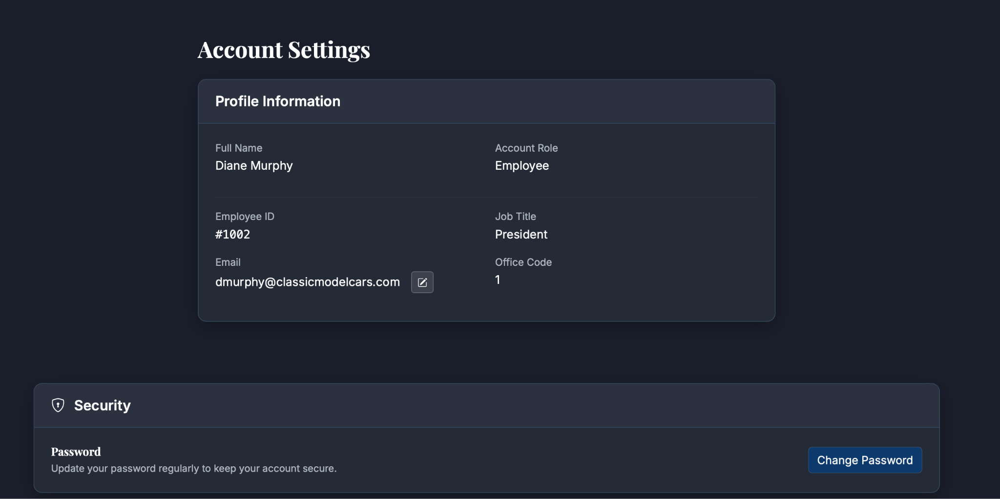 Account Settings
Profile Information
Full Name
Diane Murphy
Account Role
Employee
Employee ID
#1002
Job Title
President
Email
dmurphy@classicmodelcars.com
Office Code
1
Security
Password
Update your password regularly to keep your account secure.
Change Password